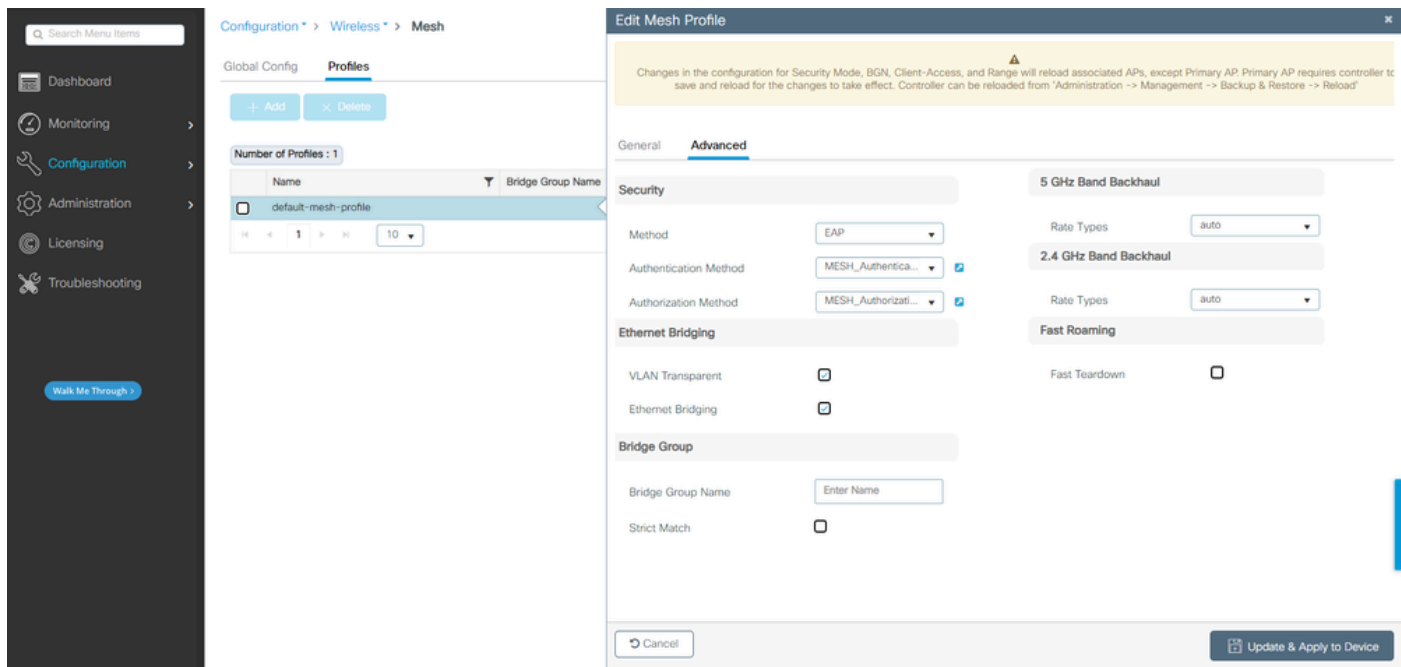 Search Menu Items
Dashboard
Monitoring
Configuration
Administration
Licensing
Troubleshooting
Walk Me Through >
Configuration > Wireless > Mesh
Global Config Profiles
+ Add × Delete
Number of Profiles : 1
Name Bridge Group Name
default-mesh-profile
1 10
Edit Mesh Profile
Changes in the configuration for Security Mode, BGN, Client-Access, and Range will reload associated APs, except Primary AP. Primary AP requires controller to
save and reload for the changes to take effect. Controller can be reloaded from 'Administration -> Management -> Backup & Restore -> Reload'
General Advanced
Security
Method EAP
Authentication Method MESH_Authentica...
Authorization Method MESH_Authorizati...
Ethernet Bridging
VLAN Transparent
Ethernet Bridging
Bridge Group
Bridge Group Name Enter Name
Strict Match
5 GHz Band Backhaul
Rate Types auto
2.4 GHz Band Backhaul
Rate Types auto
Fast Roaming
Fast Teardown
Cancel
Update & Apply to Device